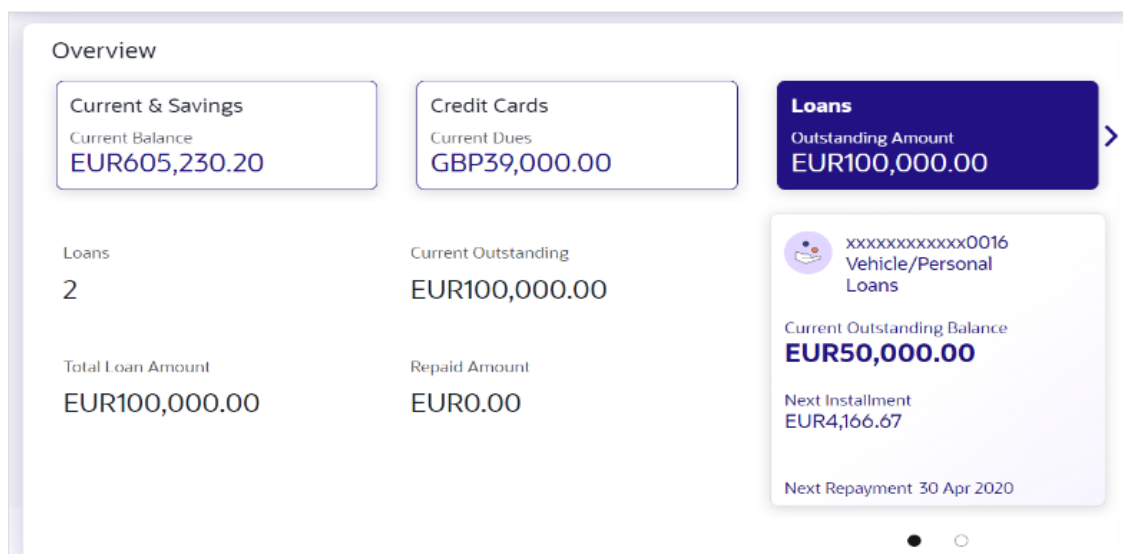 Overview
Current & Savings
Current Balance
EUR605,230.20
Credit Cards
Current Dues
GBP39,000.00
Loans
Outstanding Amount
EUR100,000.00
Loans
2
Current Outstanding
EUR100,000.00
Total Loan Amount
EUR100,000.00
Repaid Amount
EUR0.00
xxxxxxxxxxxx0016
Vehicle/Personal
Loans
Current Outstanding Balance
EUR50,000.00
Next Installment
EUR4,166.67
Next Repayment 30 Apr 2020